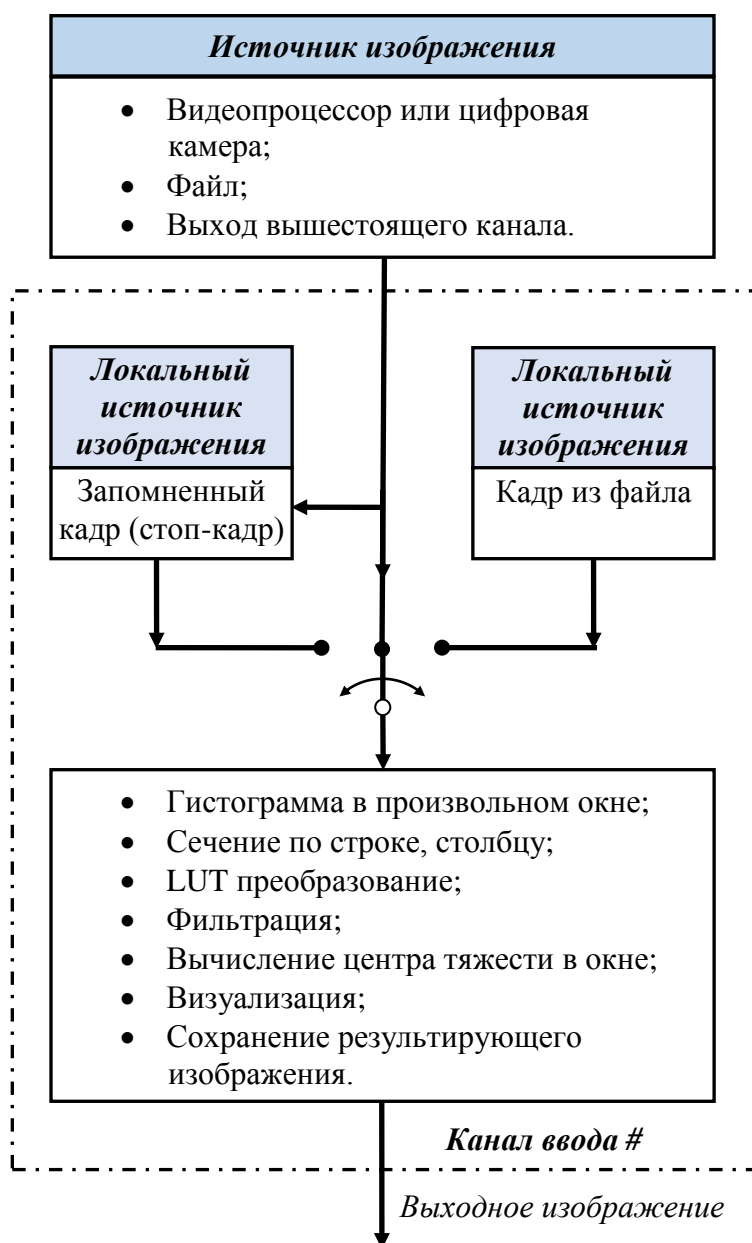 Источник изображения
• Видеопроцессор или цифровая
камера;
• Файл;
• Выход вышестоящего канала.
Локальный
источник
изображения
Запомненный
кадр (стоп-кадр)
Локальный
источник
изображения
Кадр из файла
• Гистограмма в произвольном окне;
• Сечение по строке, столбцу;
• LUT преобразование;
• Фильтрация;
• Вычисление центра тяжести в окне;
• Визуализация;
• Сохранение результирующего
изображения.
Канал ввода #
Выходное изображение